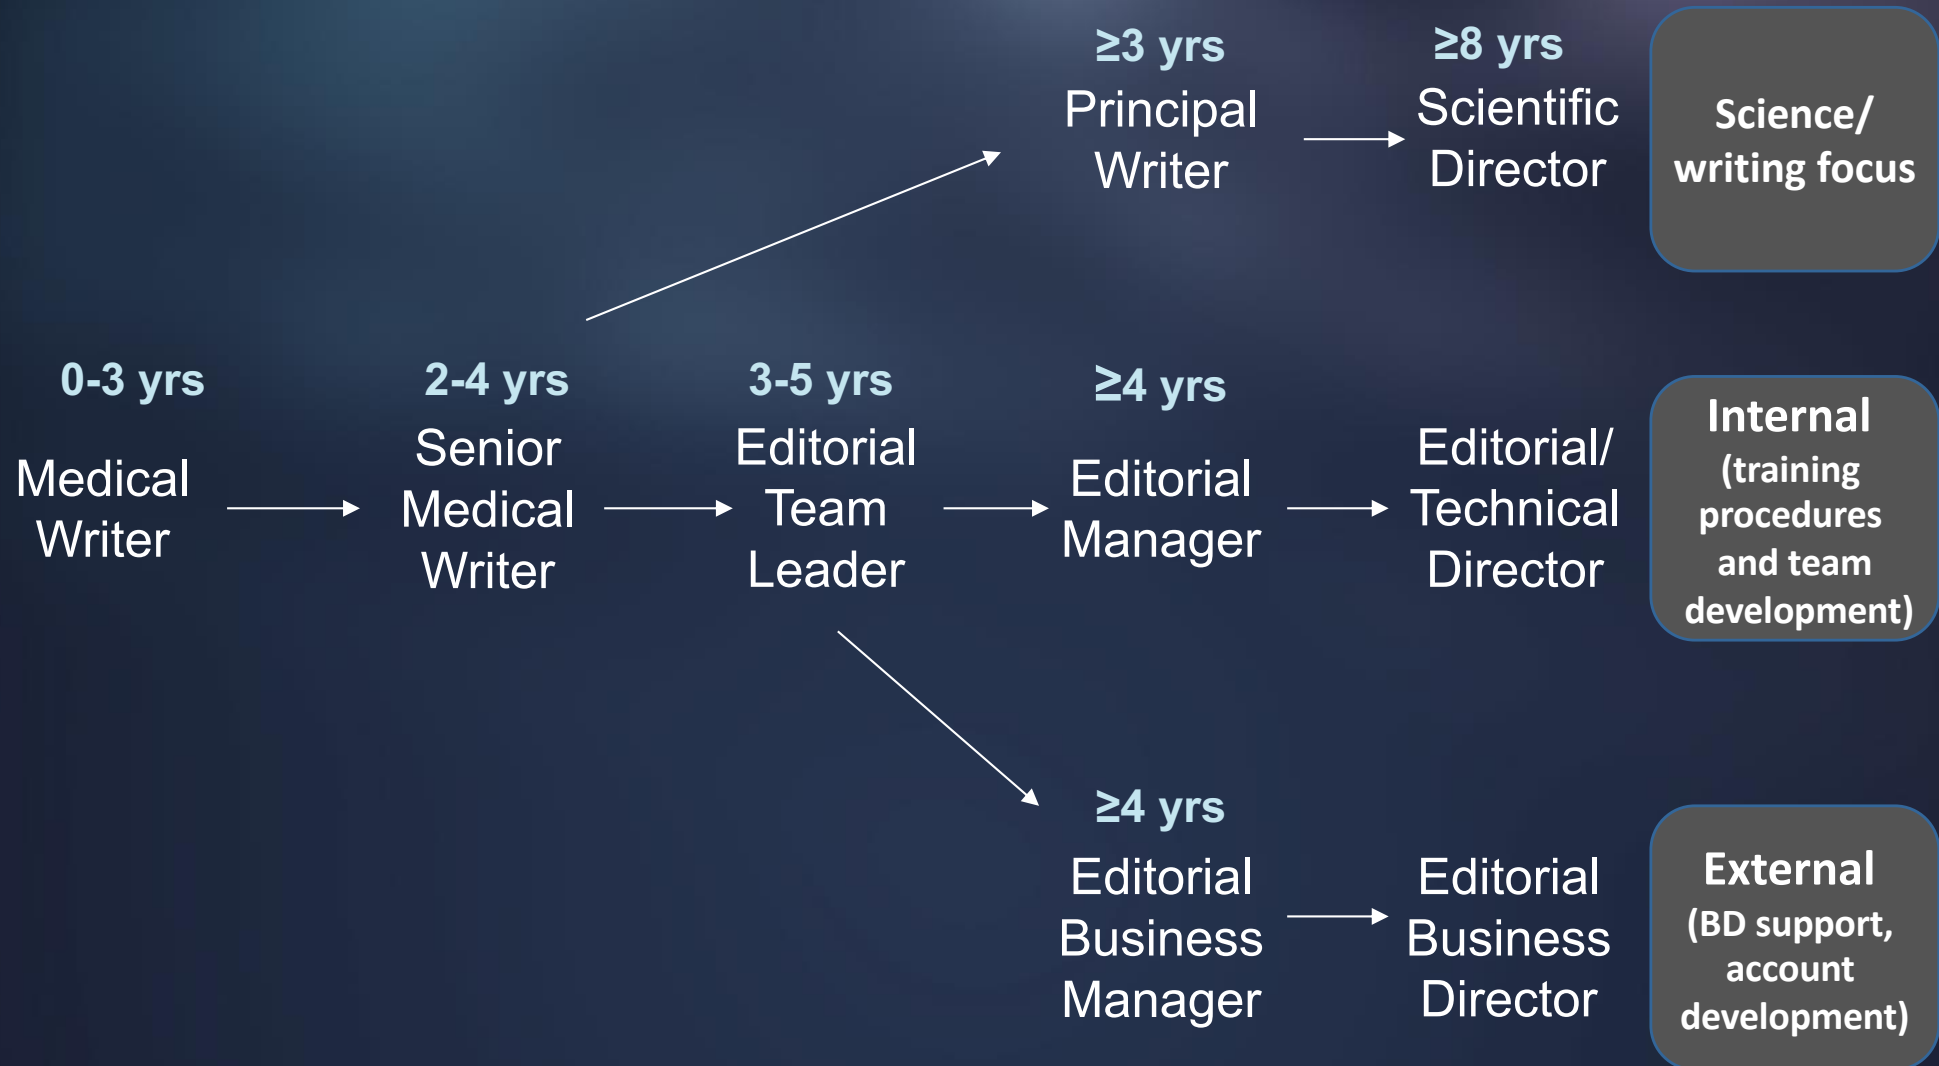 ≥3 yrs
Principal
Writer
≥8 yrs
Scientific
Director
Science/
writing focus
0-3 yrs
Medical
Writer
2-4 yrs
Senior
Medical
Writer
3-5 yrs
Editorial
Team
Leader
≥4 yrs
Editorial
Manager
Editorial/
Technical
Director
Internal
(training
procedures
and team
development)
≥4 yrs
Editorial
Business
Manager
Editorial
Business
Director
External
(BD support,
account
development)